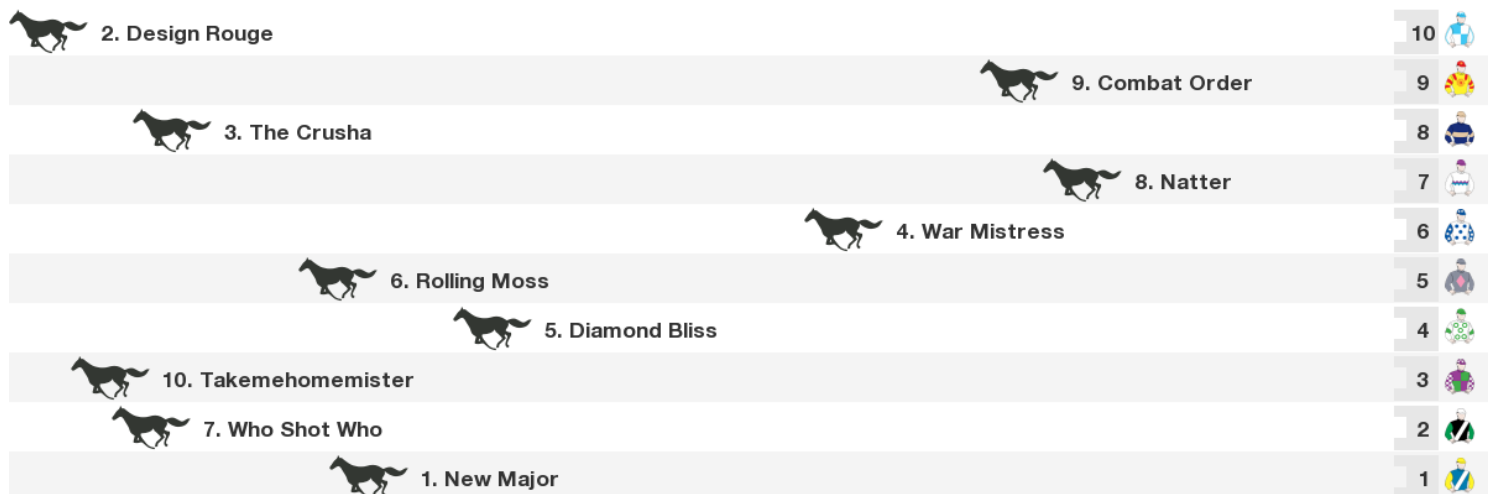 2. Design Rouge 10
9. Combat Order 9
3. The Crusha 8
8. Natter 7
4. War Mistress 6
6. Rolling Moss 5
5. Diamond Bliss 4
10. Takemehomemister 3
7. Who Shot Who 2
1. New Major 1